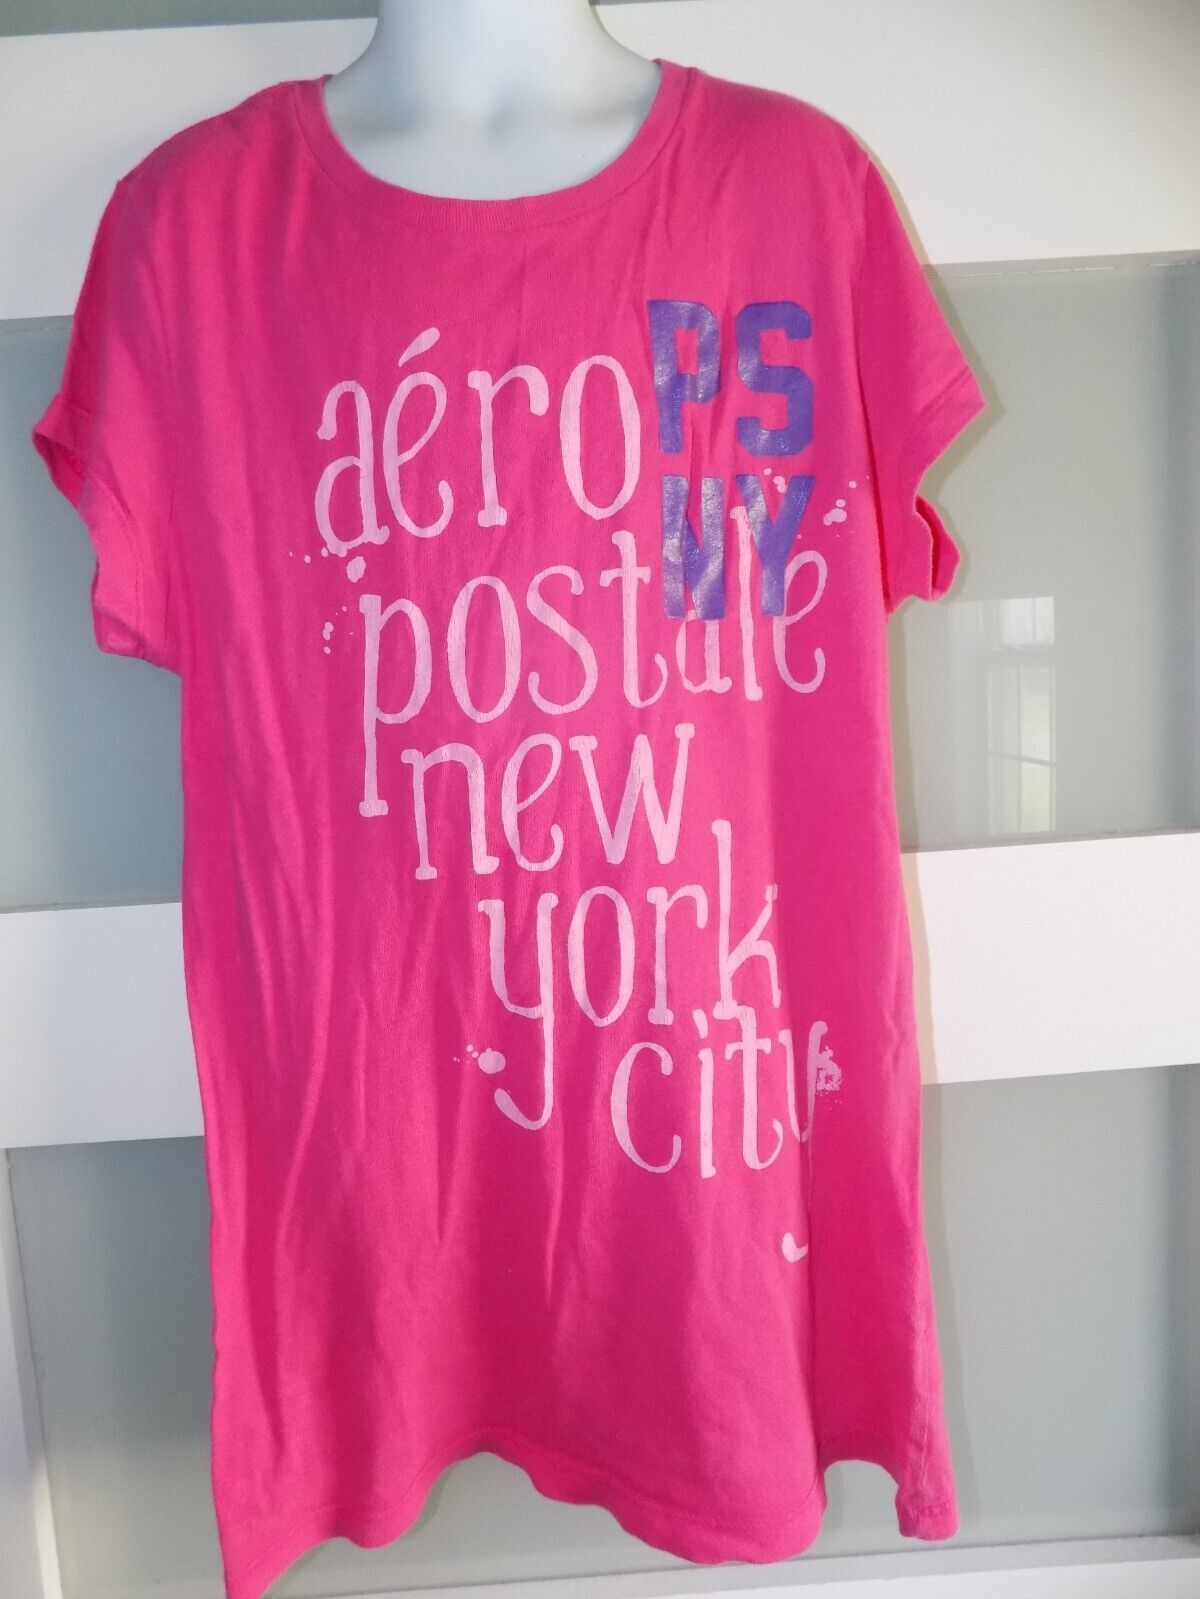 aéro
PS
NY
postale
new
york
city